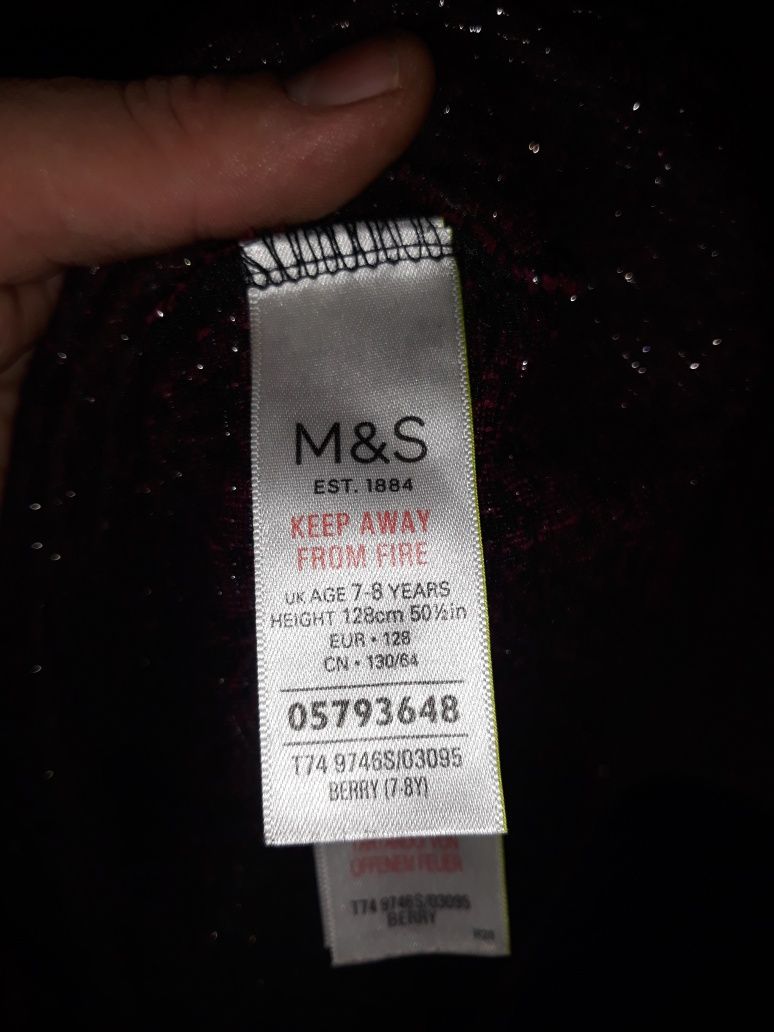 M&S
EST. 1884
KEEP AWAY
FROM FIRE
UK AGE 7-8 YEARS
HEIGHT 128cm 50½in
EUR • 128
CN • 130/64
05793648
T74 9746S/03095
BERRY (7-8Y)
OFFENEM FEUER
T74 9746S/03095
BERRY